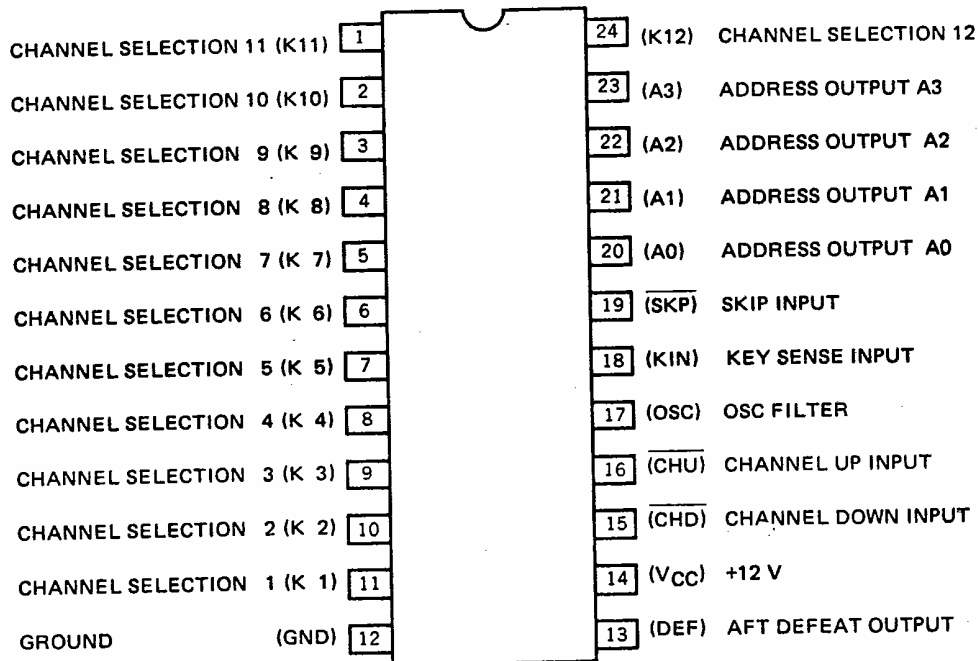 CHANNEL SELECTION 11 (K11) 1
CHANNEL SELECTION 10 (K10) 2
CHANNEL SELECTION 9 (K 9) 3
CHANNEL SELECTION 8 (K 8) 4
CHANNEL SELECTION 7 (K 7) 5
CHANNEL SELECTION 6 (K 6) 6
CHANNEL SELECTION 5 (K 5) 7
CHANNEL SELECTION 4 (K 4) 8
CHANNEL SELECTION 3 (K 3) 9
CHANNEL SELECTION 2 (K 2) 10
CHANNEL SELECTION 1 (K 1) 11
GROUND (GND) 12
24 (K12) CHANNEL SELECTION 12
23 (A3) ADDRESS OUTPUT A3
22 (A2) ADDRESS OUTPUT A2
21 (A1) ADDRESS OUTPUT A1
20 (A0) ADDRESS OUTPUT A0
19 (SKP) SKIP INPUT
18 (KIN) KEY SENSE INPUT
17 (OSC) OSC FILTER
16 (CHU) CHANNEL UP INPUT
15 (CHD) CHANNEL DOWN INPUT
14 (VCC) +12 V
13 (DEF) AFT DEFEAT OUTPUT